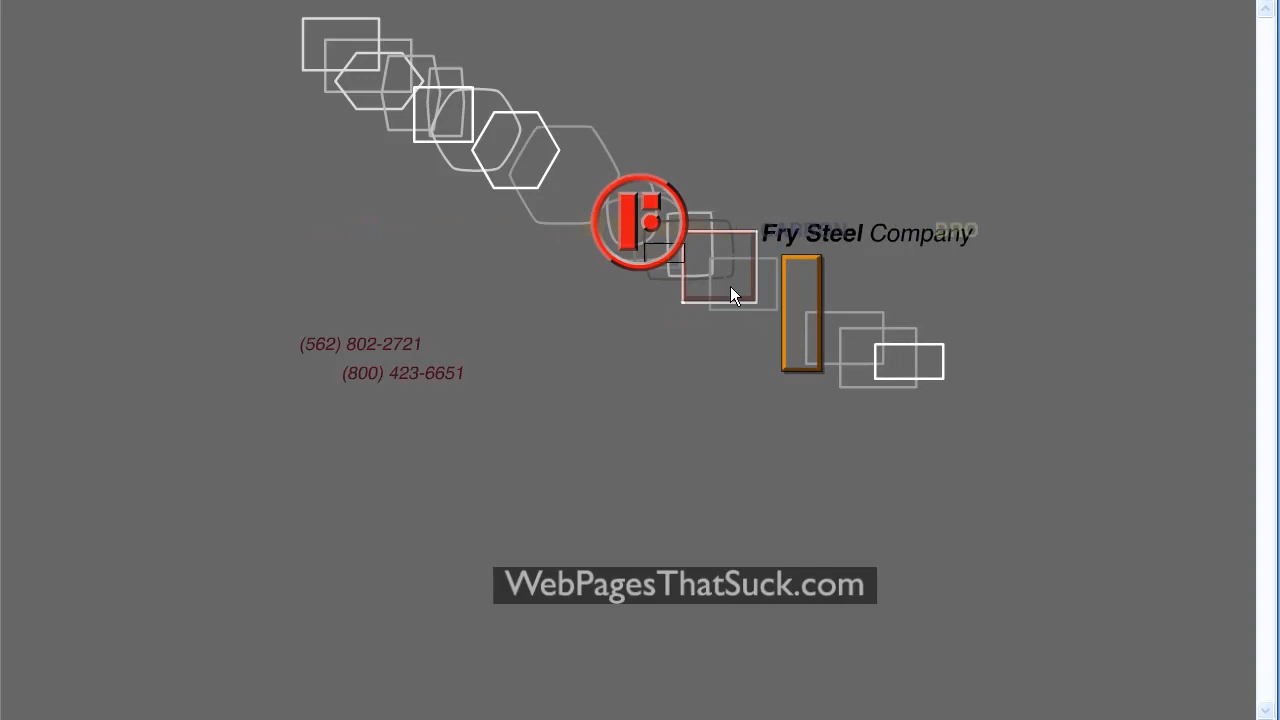 Fry Steel Company
(562) 802-2721
(800) 423-6651
WebPagesThatSuck.com